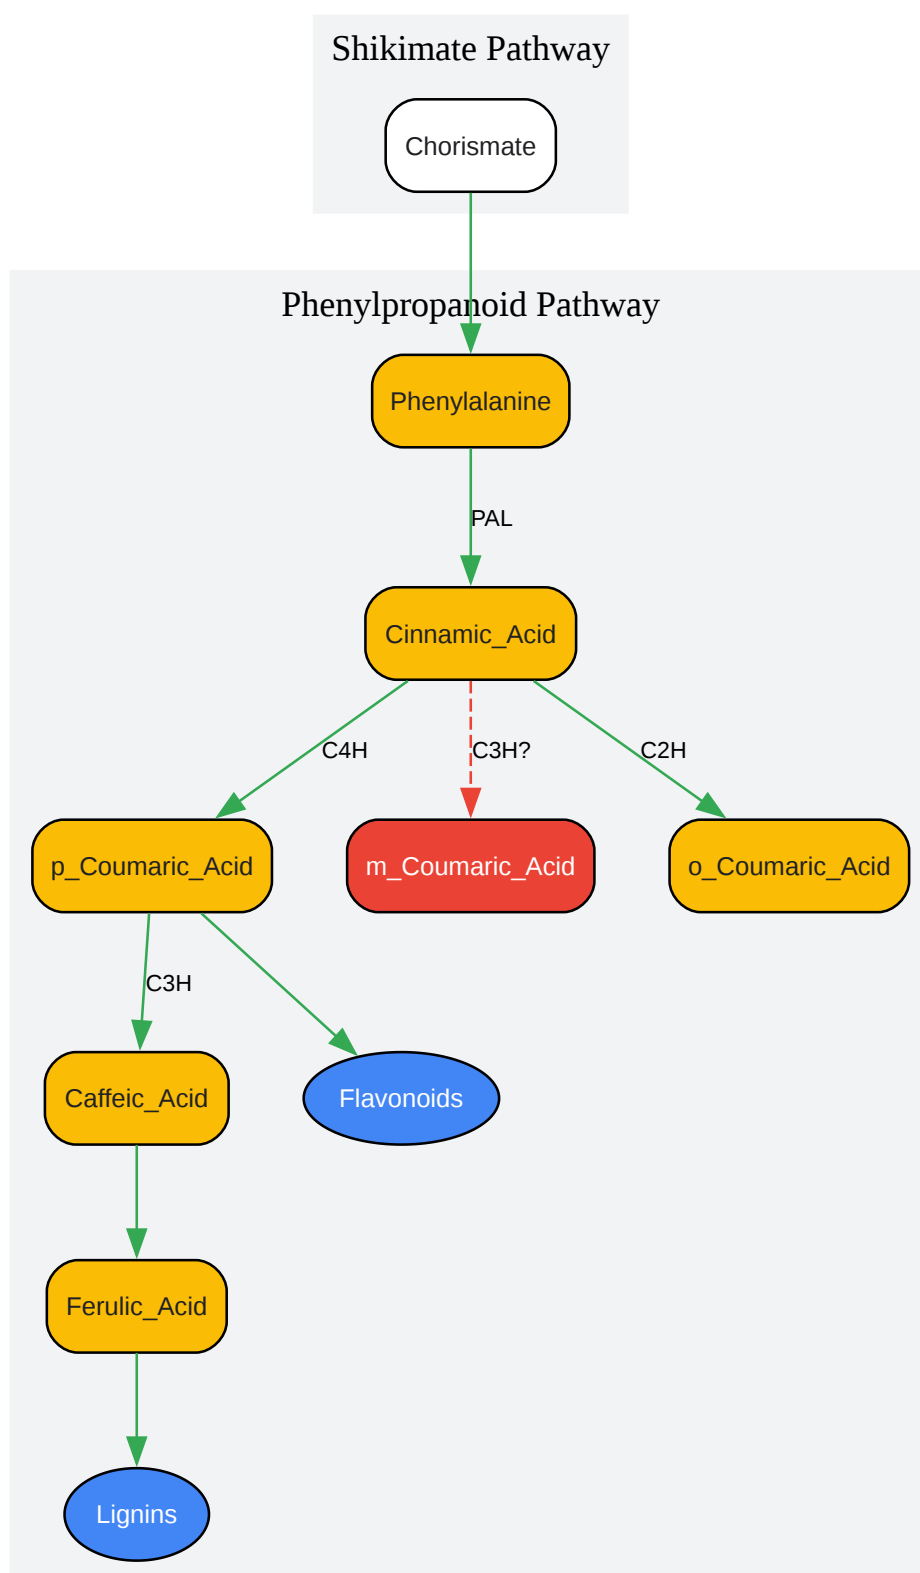 Shikimate Pathway
Chorismate
Phenylpropanoid Pathway
Phenylalanine
PAL
Cinnamic_Acid
C4H
C3H?
C2H
p_Coumaric_Acid
m_Coumaric_Acid
o_Coumaric_Acid
C3H
Caffeic_Acid
Flavonoids
Ferulic_Acid
Lignins